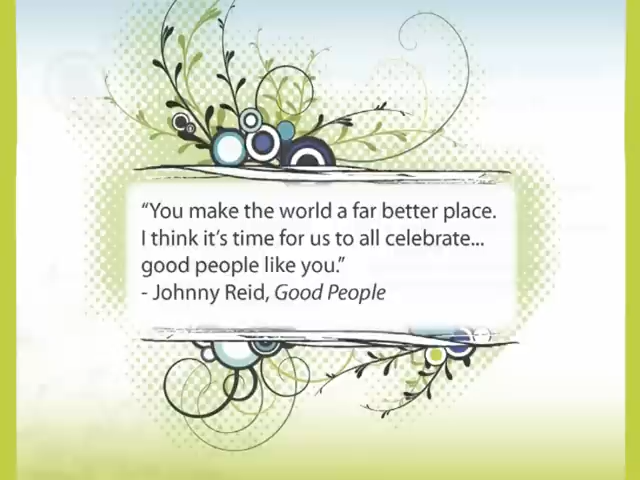 “You make the world a far better place.
I think it’s time for us to all celebrate...
good people like you.”
- Johnny Reid, Good People